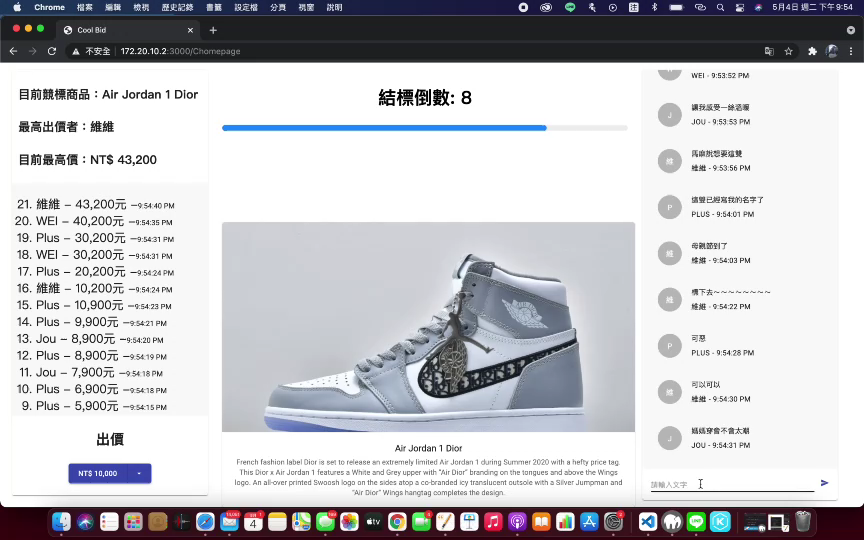 Chrome 檔案 編輯 檢視 歷史記錄 書籤 設定檔 分頁 視窗 說明
5月4日 週二 下午9:54
Cool Bid
不安全 | 172.20.10.2:3000/Chomepage
目前競標商品：Air Jordan 1 Dior
最高出價者：維維
目前最高價：NT$ 43,200
21. 維維 – 43,200元 –9:54:40 PM
20. WEI – 40,200元 –9:54:35 PM
19. Plus – 30,200元 –9:54:31 PM
18. WEI – 30,200元 –9:54:31 PM
17. Plus – 20,200元 –9:54:24 PM
16. 維維 – 10,200元 –9:54:24 PM
15. Plus – 10,900元 –9:54:23 PM
14. Plus – 9,900元 –9:54:21 PM
13. Jou – 8,900元 –9:54:20 PM
12. Plus – 8,900元 –9:54:19 PM
11. Jou – 7,900元 –9:54:18 PM
10. Plus – 6,900元 –9:54:18 PM
9. Plus – 5,900元 –9:54:15 PM
出價
NT$ 10,000
結標倒數: 8
Air Jordan 1 Dior
French fashion label Dior is set to release an extremely limited Air Jordan 1 during Summer 2020 with a hefty price tag.
This Dior x Air Jordan 1 features a White and Grey upper with "Air Dior" branding on the tongues and above the Wings
logo. An all-over printed Swoosh logo on the sides atop a co-branded icy translucent outsole with a Silver Jumpman and
"Air Dior" Wings hangtag completes the design.
WEI - 9:53:52 PM
J
讓我感受一絲溫暖
JOU - 9:53:53 PM
維
馬麻說想要這雙
維維 - 9:53:56 PM
P
這雙已經寫我的名字了
PLUS - 9:54:01 PM
維
母親節到了
維維 - 9:54:03 PM
維
標下去～～～～～～～～
維維 - 9:54:22 PM
P
可惡
PLUS - 9:54:28 PM
維
可以可以
維維 - 9:54:30 PM
J
媽媽穿會不會太潮
JOU - 9:54:31 PM
請輸入文字